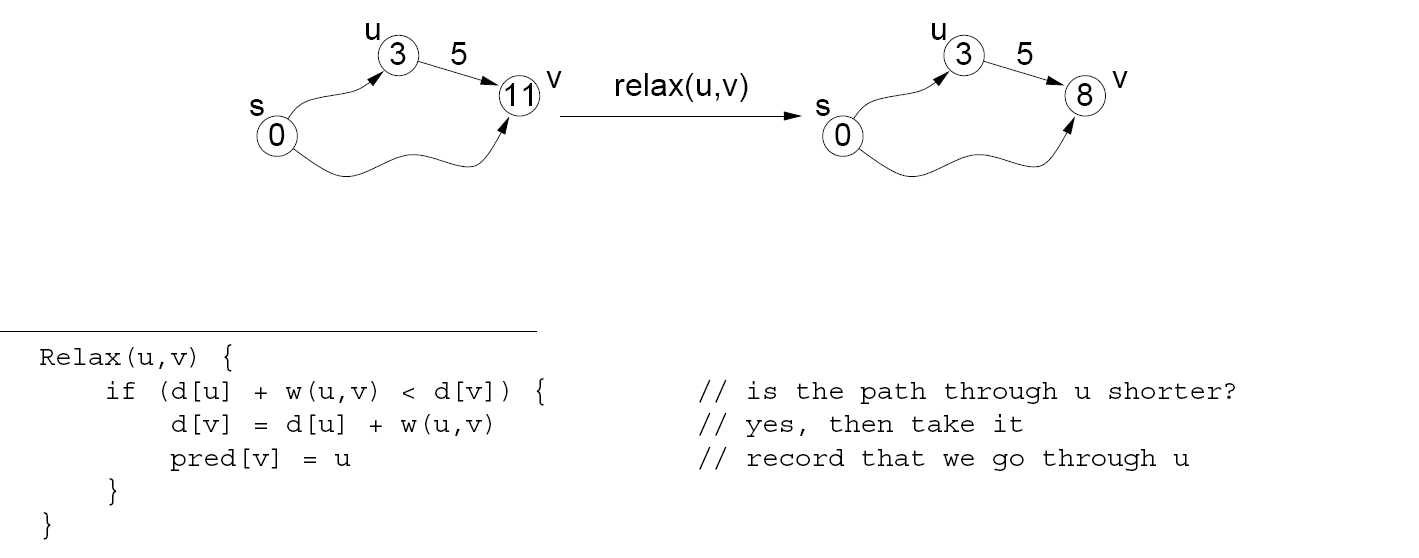 u
3 5
11 v
s
0
relax(u,v)
u
3 5
8 v
s
0
Relax(u,v) {
if (d[u] + w(u,v) < d[v]) { // is the path through u shorter?
d[v] = d[u] + w(u,v) // yes, then take it
pred[v] = u // record that we go through u
}
}